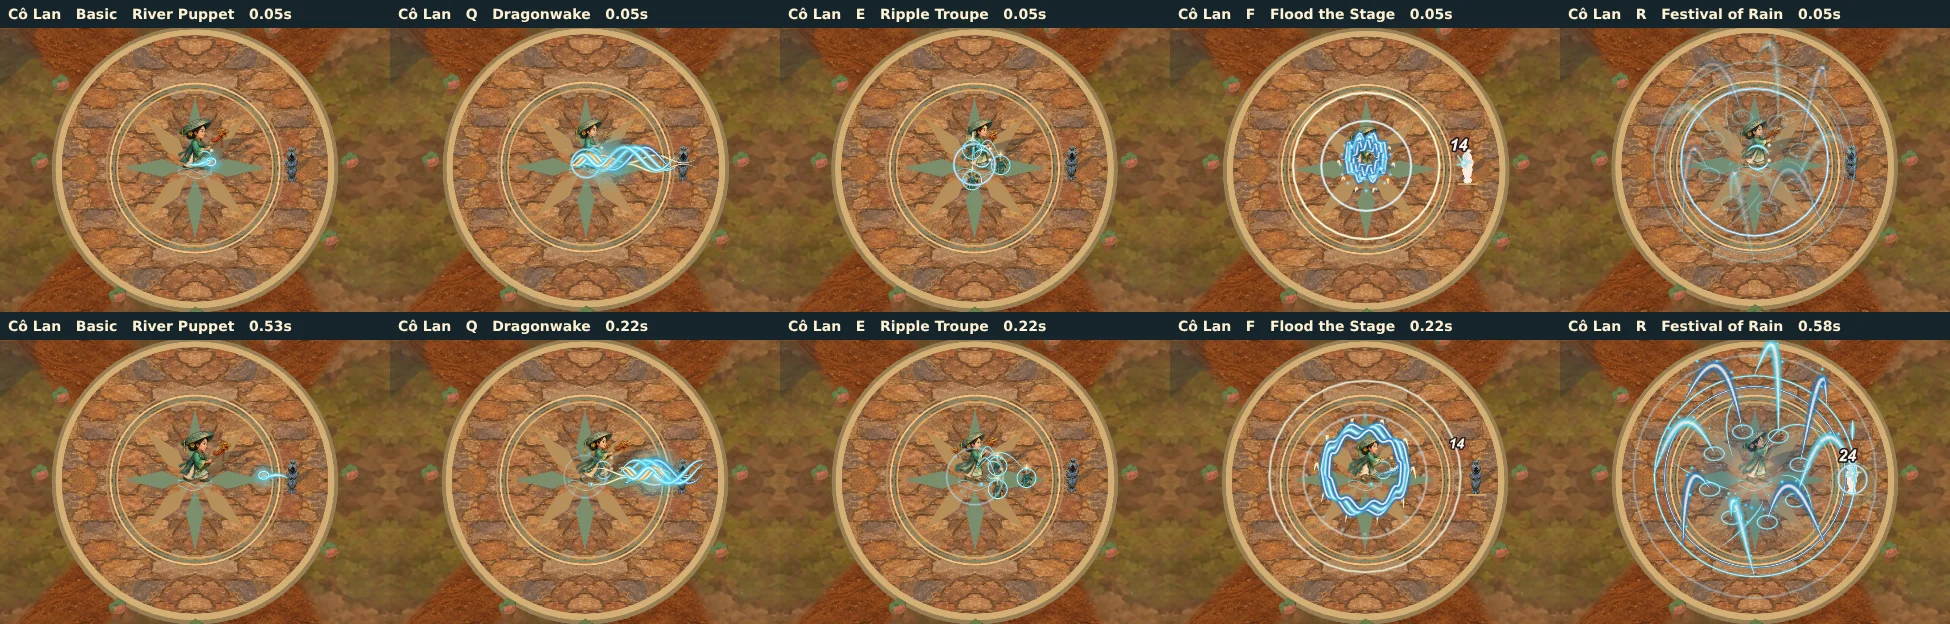 Cô Lan Basic River Puppet 0.05s
Cô Lan Q Dragonwake 0.05s
Cô Lan E Ripple Troupe 0.05s
Cô Lan F Flood the Stage 0.05s
Cô Lan R Festival of Rain 0.05s
14
Cô Lan Basic River Puppet 0.53s
Cô Lan Q Dragonwake 0.22s
Cô Lan E Ripple Troupe 0.22s
Cô Lan F Flood the Stage 0.22s
Cô Lan R Festival of Rain 0.58s
14
24